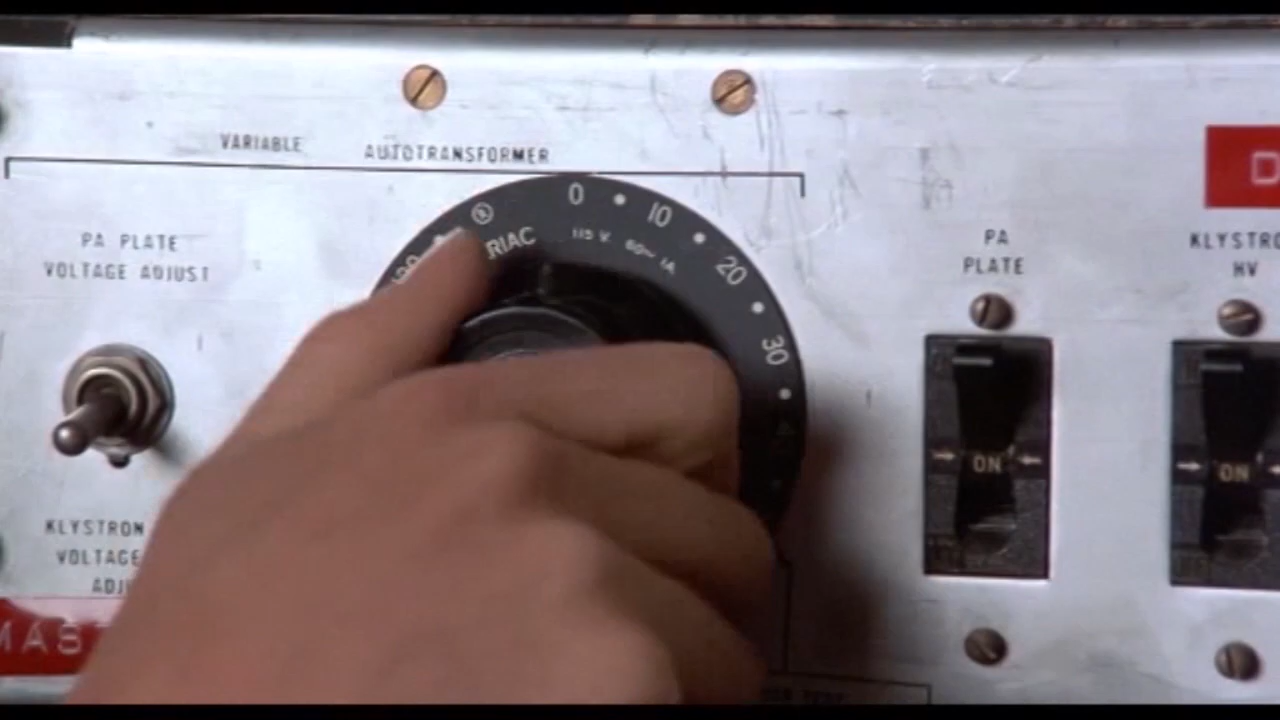 VARIABLE AUTOTRANSFORMER
PA PLATE
VOLTAGE ADJUST
0
10
20
30
RIAC
115 V. 60~ 1A
PA
PLATE
KLYSTRO
HV
D
ON
ON
KLYSTRON
VOLTAGE
ADJ
MAS